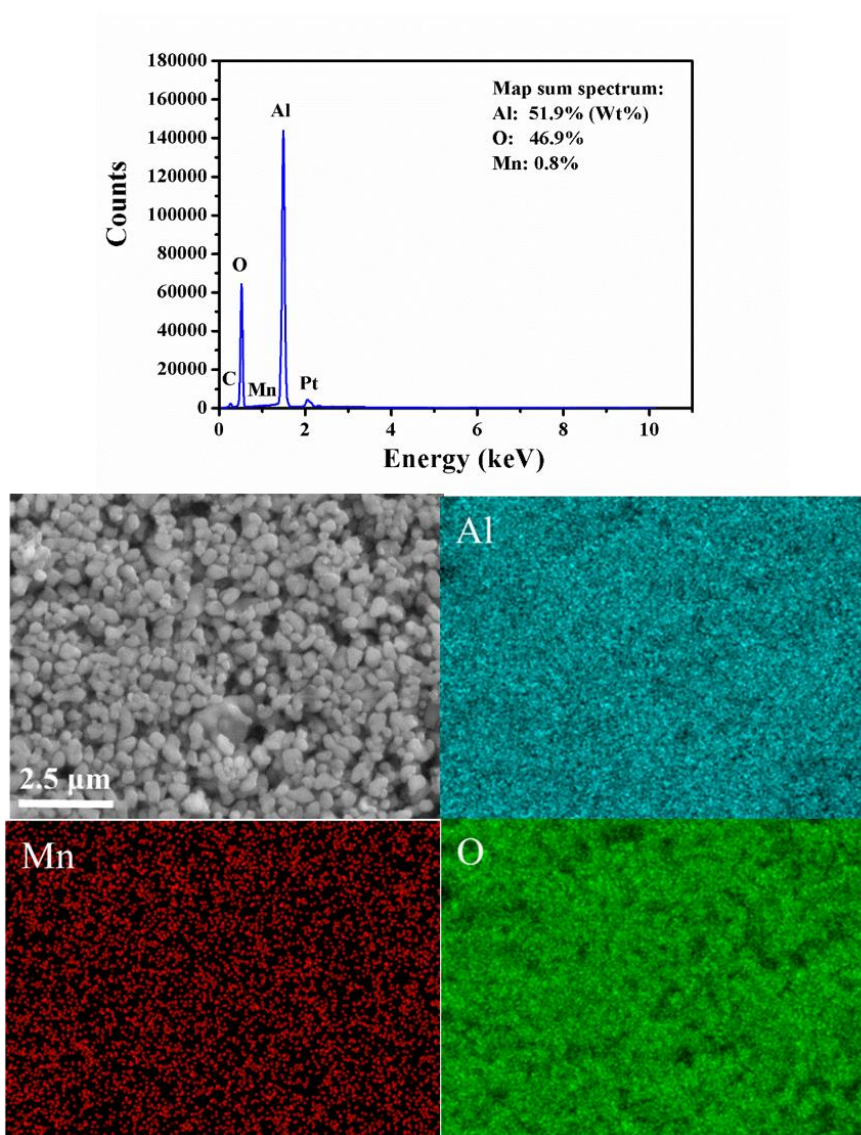 180000
160000
140000
120000
100000
80000
60000
40000
20000
0
Counts
Map sum spectrum:
Al: 51.9% (Wt%)
O: 46.9%
Mn: 0.8%
Al
O
C
Mn
Pt
0 2 4 6 8 10
Energy (keV)
2.5 µm
Al
Mn
O